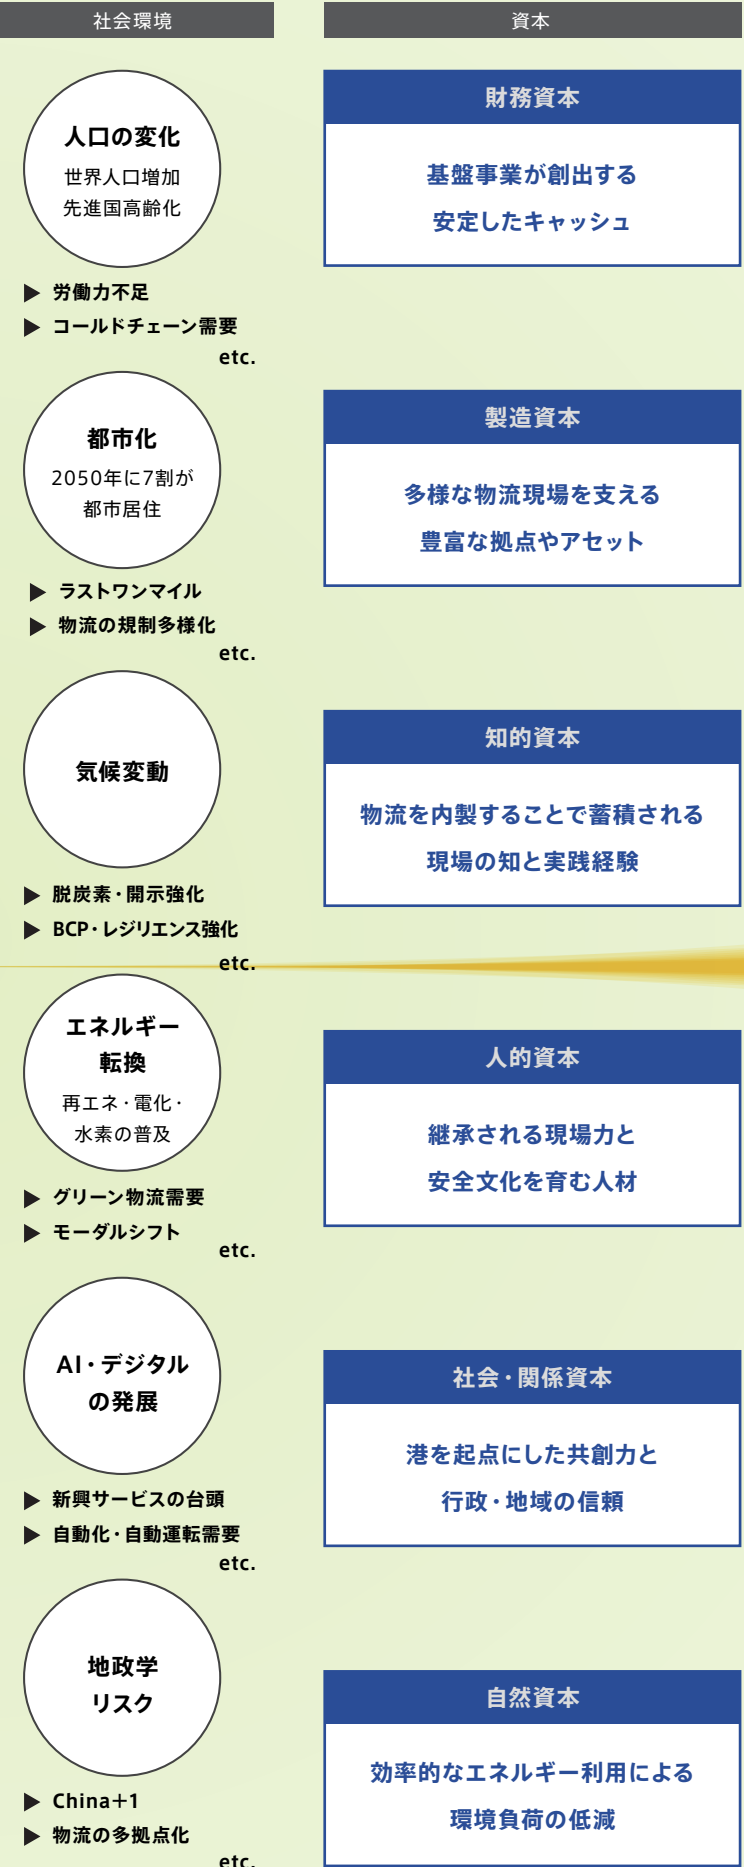 社会環境
人口の変化
世界人口増加
先進国高齢化
▶ 労働力不足
▶ コールドチェーン需要
etc.
都市化
2050年に7割が
都市居住
▶ ラストワンマイル
▶ 物流の規制多様化
etc.
気候変動
▶ 脱炭素・開示強化
▶ BCP・レジリエンス強化
etc.
エネルギー
転換
再エネ・電化・
水素の普及
▶ グリーン物流需要
▶ モーダルシフト
etc.
AI・デジタル
の発展
▶ 新興サービスの台頭
▶ 自動化・自動運転需要
etc.
地政学
リスク
▶ China＋1
▶ 物流の多拠点化
etc.
資本
財務資本
基盤事業が創出する
安定したキャッシュ
製造資本
多様な物流現場を支える
豊富な拠点やアセット
知的資本
物流を内製することで蓄積される
現場の知と実践経験
人的資本
継承される現場力と
安全文化を育む人材
社会・関係資本
港を起点にした共創力と
行政・地域の信頼
自然資本
効率的なエネルギー利用による
環境負荷の低減